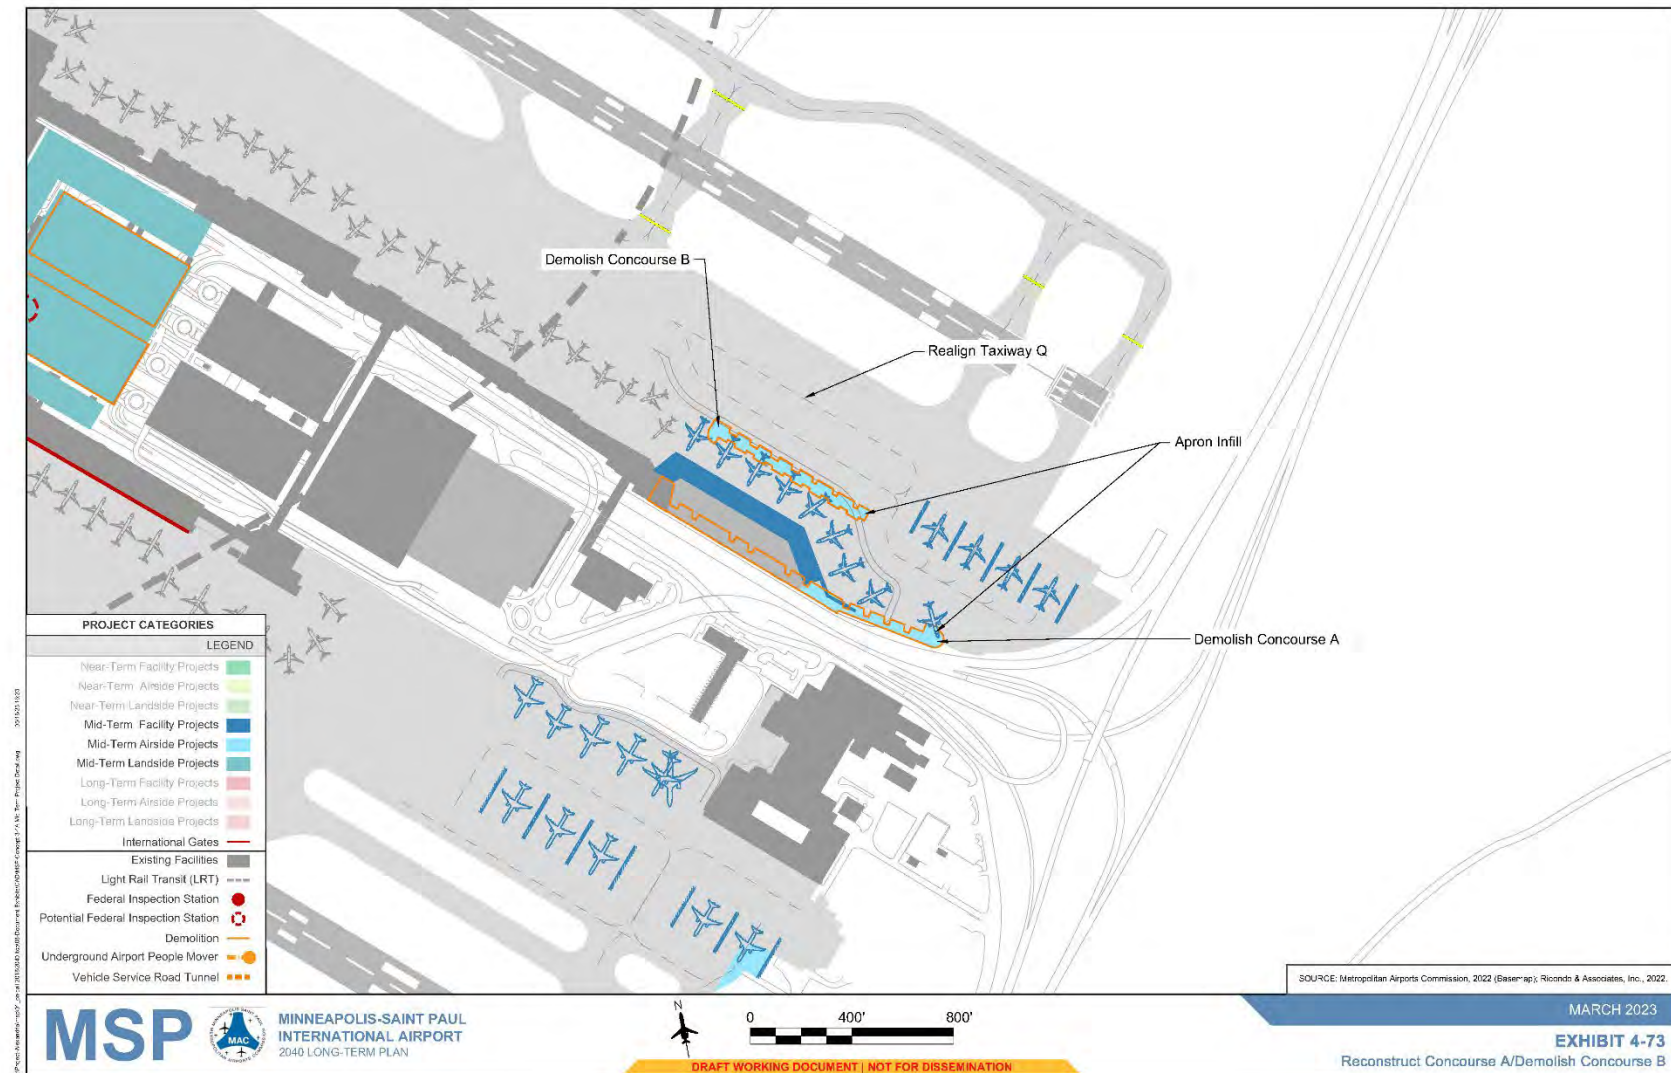 Demolish Concourse B
Realign Taxiway Q
Apron Infill
Demolish Concourse A
PROJECT CATEGORIES
LEGEND
Near-Term Facility Projects
Near-Term Airside Projects
Near-Term Landside Projects
Mid-Term Facility Projects
Mid-Term Airside Projects
Mid-Term Landside Projects
Long-Term Facility Projects
Long-Term Airside Projects
Long-Term Landside Projects
International Gates
Existing Facilities
Light Rail Transit (LRT)
Federal Inspection Station
Potential Federal Inspection Station
Demolition
Underground Airport People Mover
Vehicle Service Road Tunnel
SOURCE: Metropolitan Airports Commission, 2022 (Basemap); Ricondo & Associates, Inc., 2022.
MSP
MAC
MINNEAPOLIS-SAINT PAUL
INTERNATIONAL AIRPORT
2040 LONG-TERM PLAN
N
0 400' 800'
DRAFT WORKING DOCUMENT | NOT FOR DISSEMINATION
MARCH 2023
EXHIBIT 4-73
Reconstruct Concourse A/Demolish Concourse B